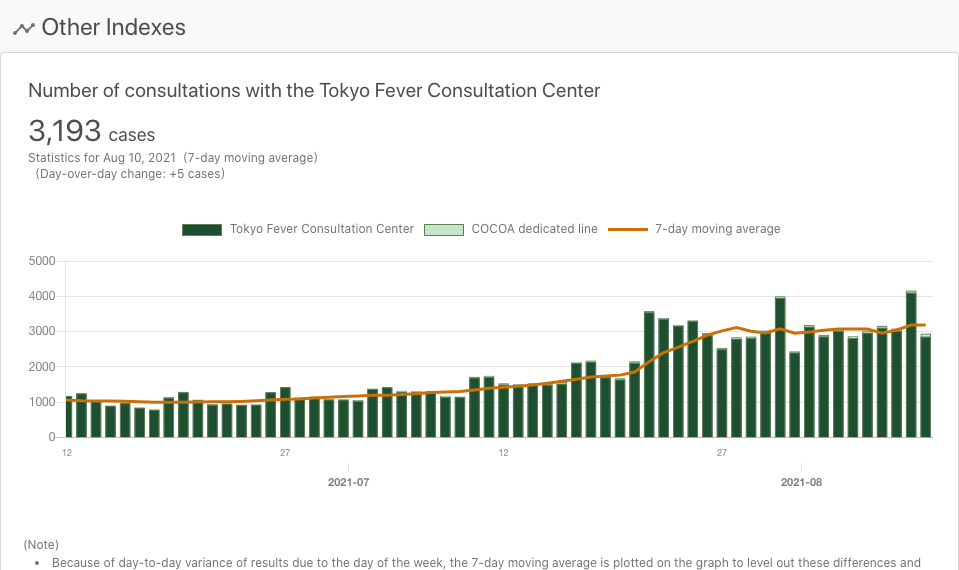 Other Indexes
Number of consultations with the Tokyo Fever Consultation Center
3,193 cases
Statistics for Aug 10, 2021 (7-day moving average)
(Day-over-day change: +5 cases)
Tokyo Fever Consultation Center COCOA dedicated line 7-day moving average
5000
4000
3000
2000
1000
0
12 27 12 27
2021-07 2021-08
(Note)
• Because of day-to-day variance of results due to the day of the week, the 7-day moving average is plotted on the graph to level out these differences and